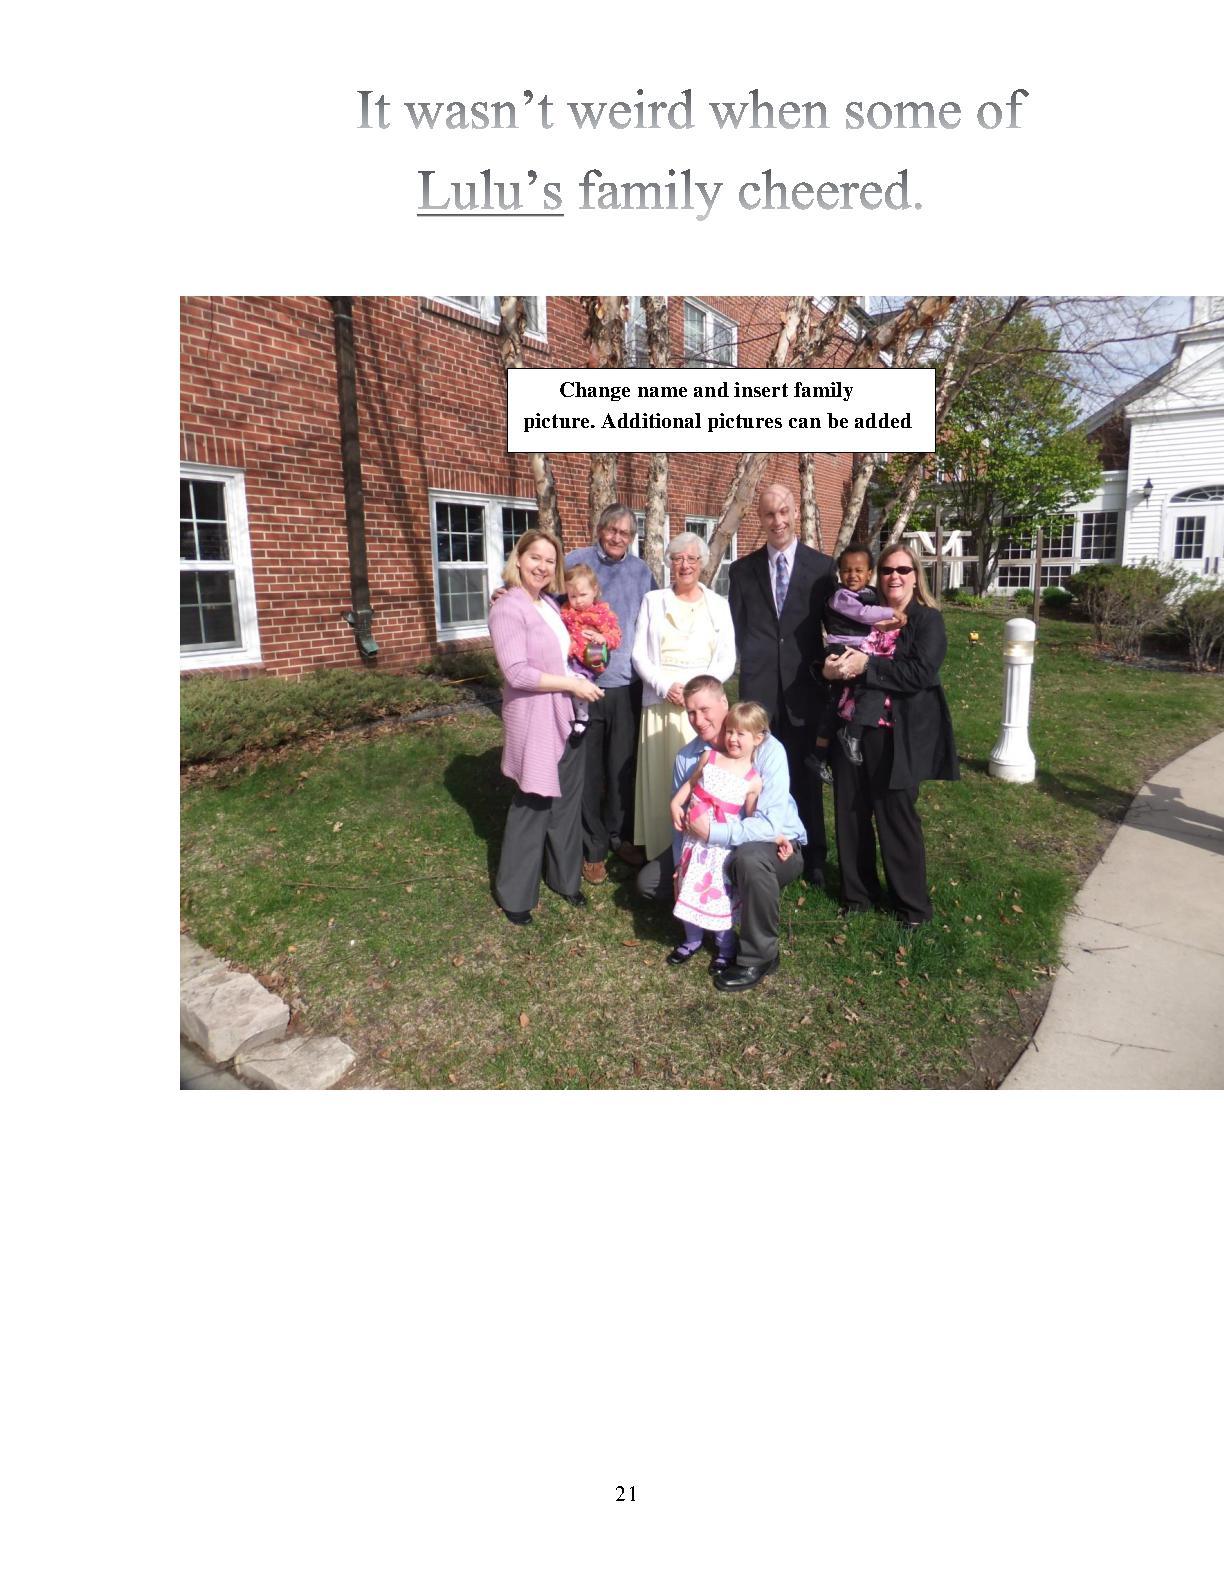 It wasn’t weird when some of
Lulu’s family cheered.
Change name and insert family
picture. Additional pictures can be added
21